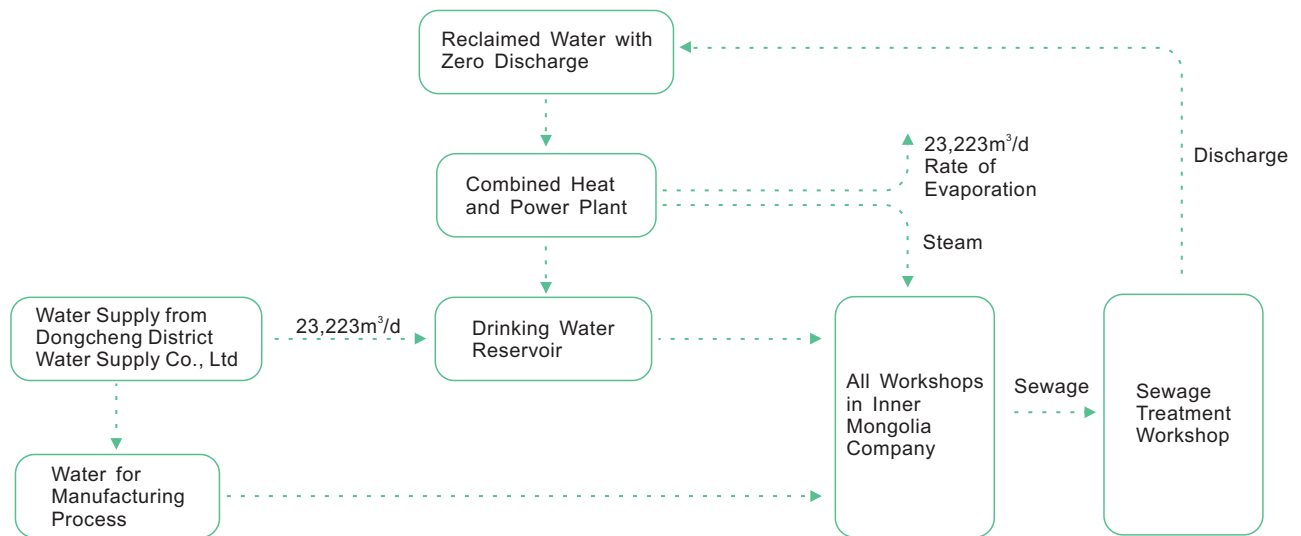 Reclaimed Water with
Zero Discharge
23,223m³/d
Rate of
Evaporation
Discharge
Combined Heat
and Power Plant
Steam
Water Supply from
Dongcheng District
Water Supply Co., Ltd
23,223m³/d
Drinking Water
Reservoir
All Workshops
in Inner
Mongolia
Company
Sewage
Sewage
Treatment
Workshop
Water for
Manufacturing
Process